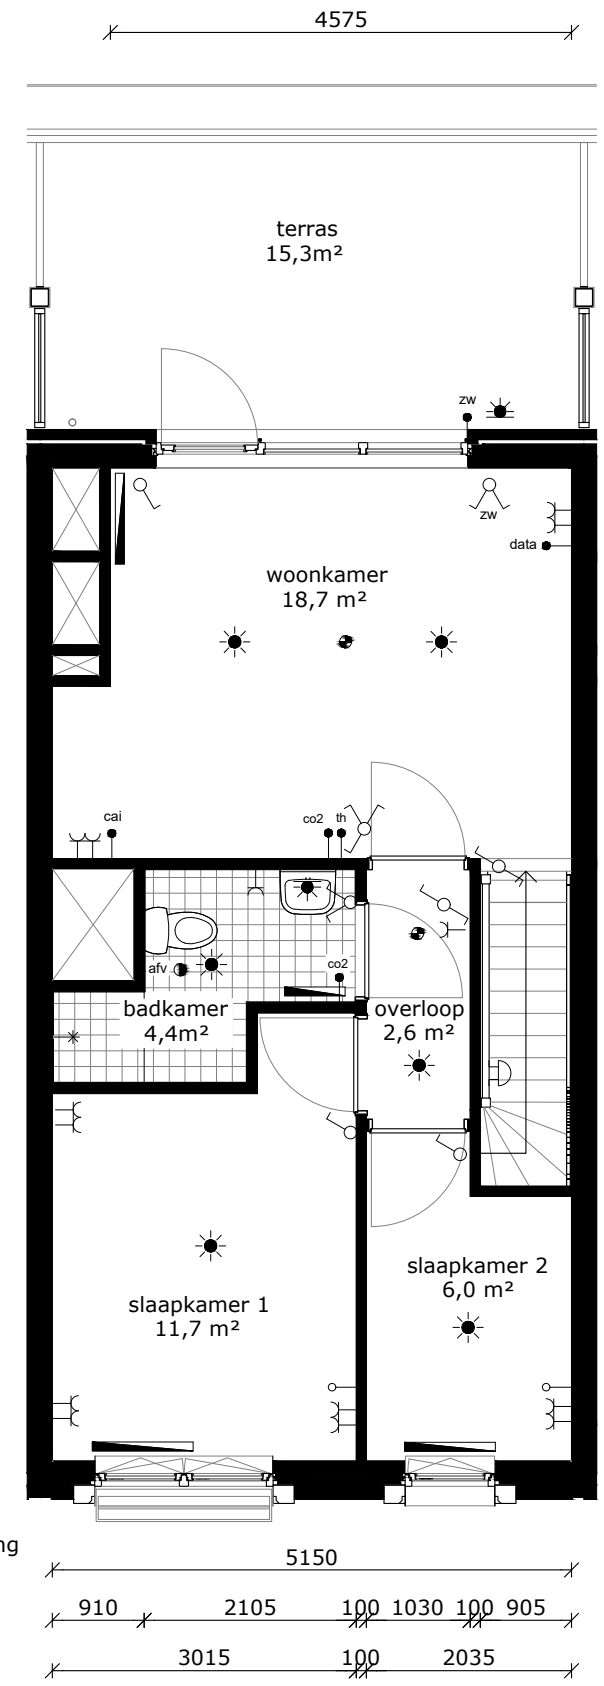 4575
terras
15,3m²
zw
zw
data
woonkamer
18,7 m²
cai
co2 th
afv
co2
badkamer
4,4m²
overloop
2,6 m²
slaapkamer 2
6,0 m²
slaapkamer 1
11,7 m²
ng
5150
910 2105 100 1030 100 905
3015 100 2035